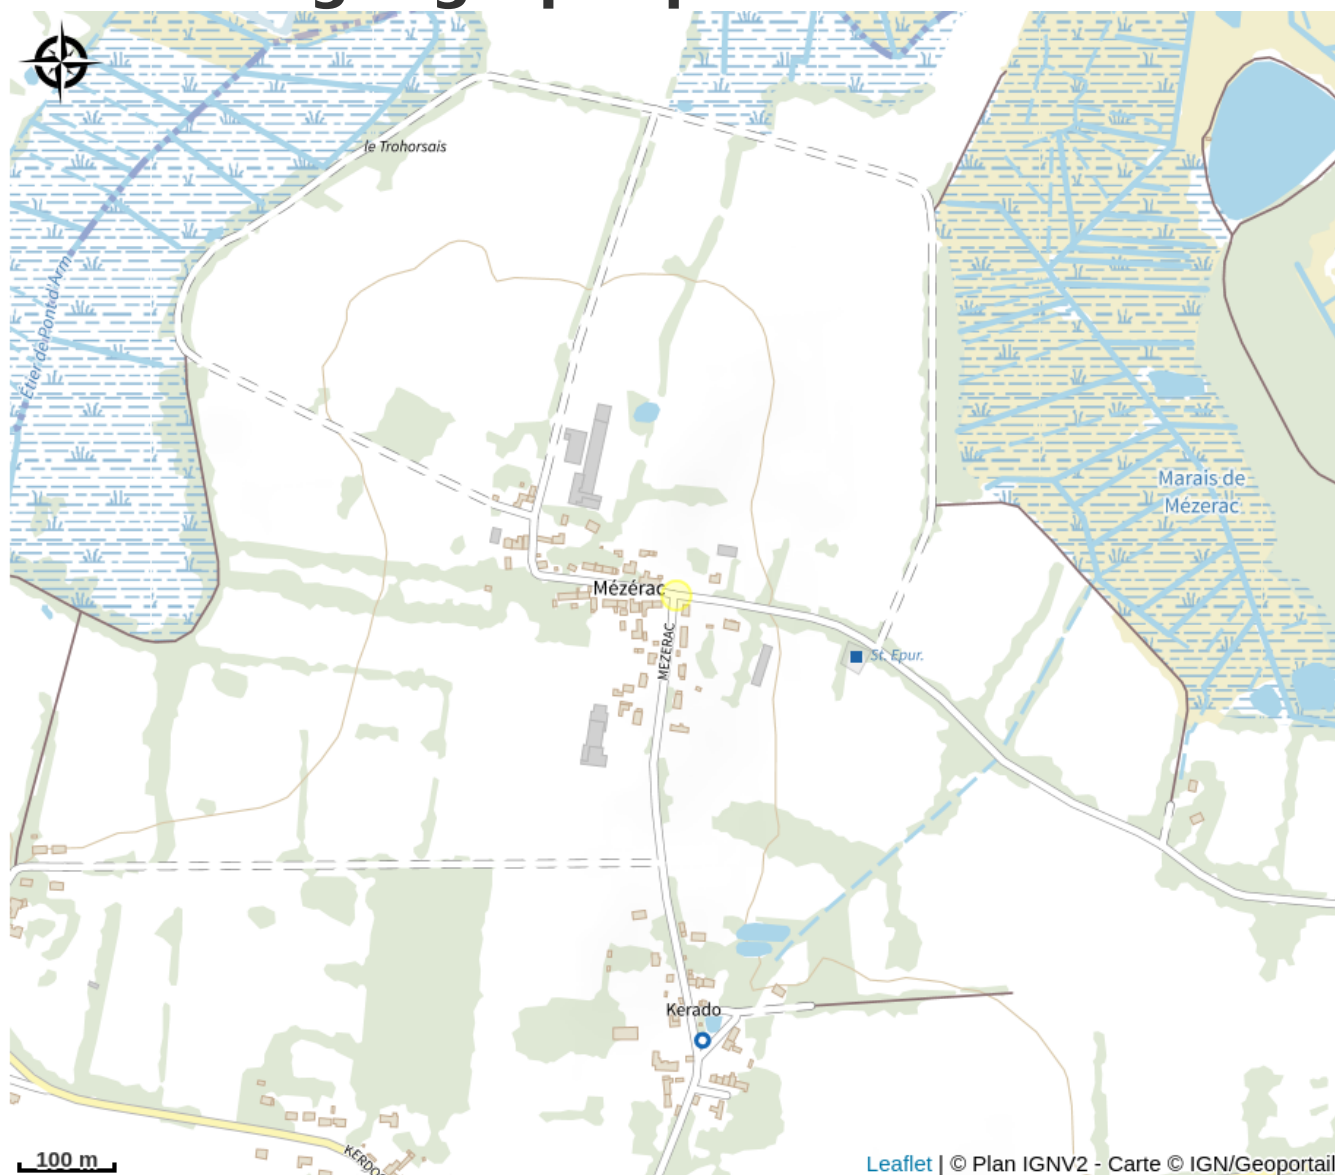 le Trohorsais
Étier de Pont d'Arm
Marais de
Mézerac
Mézérac
MEZERAC
St. Epur.
Kerado
100 m
Leaflet | © Plan IGNV2 - Carte © IGN/Geoportail